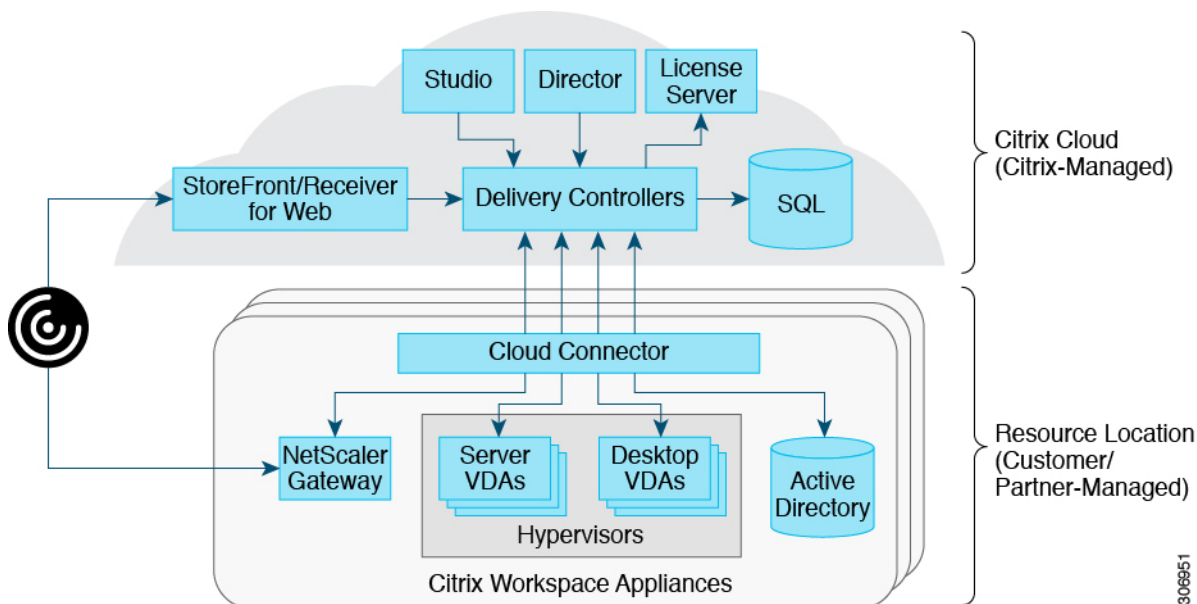 Studio
Director
License
Server
StoreFront/Receiver
for Web
Delivery Controllers
SQL
Citrix Cloud
(Citrix-Managed)
Cloud Connector
NetScaler
Gateway
Server
VDAs
Desktop
VDAs
Active
Directory
Hypervisors
Citrix Workspace Appliances
Resource Location
(Customer/
Partner-Managed)
306951